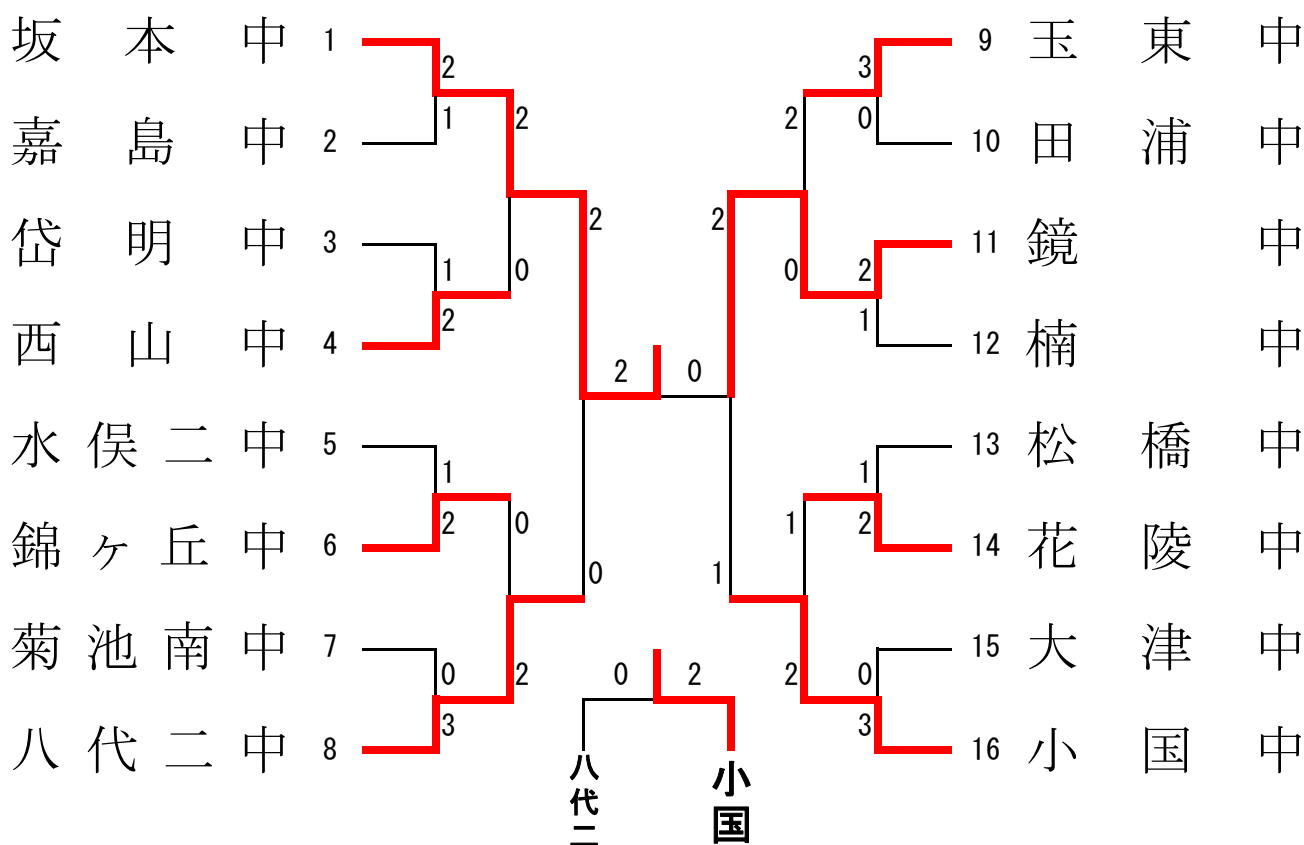 坂本中 1
2
1
嘉島中 2
2
岱明中 3
1
0
2
西山中 4
2
水俣二中 5
1
2
0
錦ヶ丘中 6
0
菊池南中 7
0
2
3
八代二中 8
9 玉東中
3
0
2
10 田浦中
2
11 鏡中
2
0
1
12 楠中
0
13 松橋中
1
2
1
14 花陵中
1
15 大津中
0
2
3
16 小国中
2 0
0 2
八代二
小国